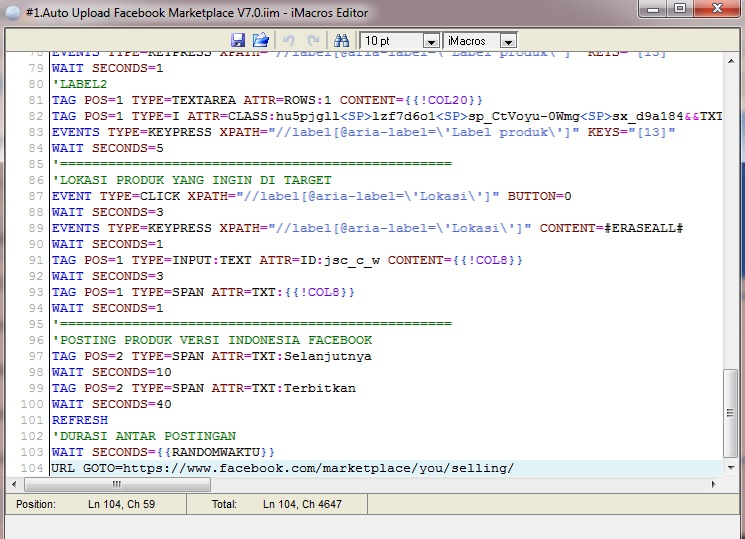 #1.Auto Upload Facebook Marketplace V7.0.iim - iMacros Editor
10 pt iMacros
78 EVENTS TYPE=KEYPRESS XPATH="//label[@aria-label=\'Label produk\']" KEYS="[13]"
79 WAIT SECONDS=1
80 'LABEL2
81 TAG POS=1 TYPE=TEXTAREA ATTR=ROWS:1 CONTENT={{!COL20}}
82 TAG POS=1 TYPE=I ATTR=CLASS:hu5pjgll<SP>lzf7d6o1<SP>sp_CtVoyu-0Wmg<SP>sx_d9a184&&TXT
83 EVENTS TYPE=KEYPRESS XPATH="//label[@aria-label=\'Label produk\']" KEYS="[13]"
84 WAIT SECONDS=5
85 '=================================================
86 'LOKASI PRODUK YANG INGIN DI TARGET
87 EVENT TYPE=CLICK XPATH="//label[@aria-label=\'Lokasi\']" BUTTON=0
88 WAIT SECONDS=3
89 EVENTS TYPE=KEYPRESS XPATH="//label[@aria-label=\'Lokasi\']" CONTENT=#ERASEALL#
90 WAIT SECONDS=1
91 TAG POS=1 TYPE=INPUT:TEXT ATTR=ID:jsc_c_w CONTENT={{!COL8}}
92 WAIT SECONDS=3
93 TAG POS=1 TYPE=SPAN ATTR=TXT:{{!COL8}}
94 WAIT SECONDS=1
95 '=================================================
96 'POSTING PRODUK VERSI INDONESIA FACEBOOK
97 TAG POS=2 TYPE=SPAN ATTR=TXT:Selanjutnya
98 WAIT SECONDS=10
99 TAG POS=2 TYPE=SPAN ATTR=TXT:Terbitkan
100 WAIT SECONDS=40
101 REFRESH
102 'DURASI ANTAR POSTINGAN
103 WAIT SECONDS={{RANDOMWAKTU}}
104 URL GOTO=https://www.facebook.com/marketplace/you/selling/
Position: Ln 104, Ch 59 Total: Ln 104, Ch 4647